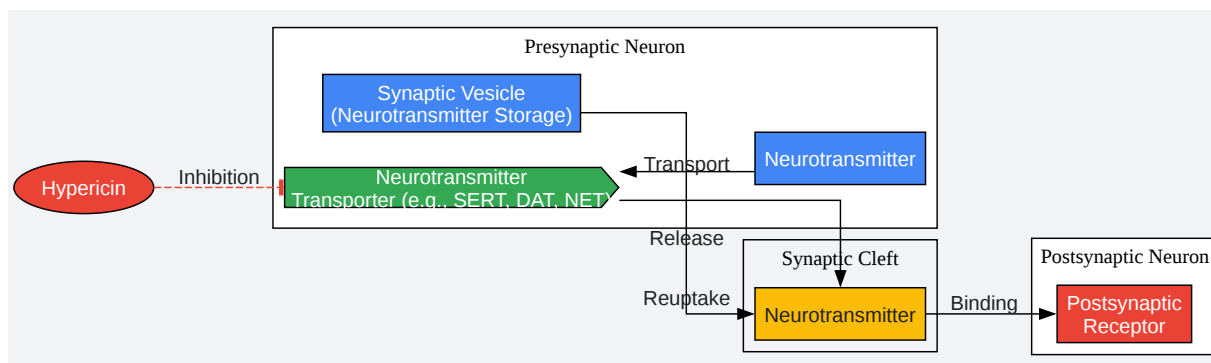 Presynaptic Neuron
Synaptic Vesicle
(Neurotransmitter Storage)
Neurotransmitter
Transport
Hypericin
Inhibition
Neurotransmitter
Transporter (e.g., SERT, DAT, NET)
Release
Synaptic Cleft
Reuptake
Neurotransmitter
Binding
Postsynaptic Neuron
Postsynaptic
Receptor